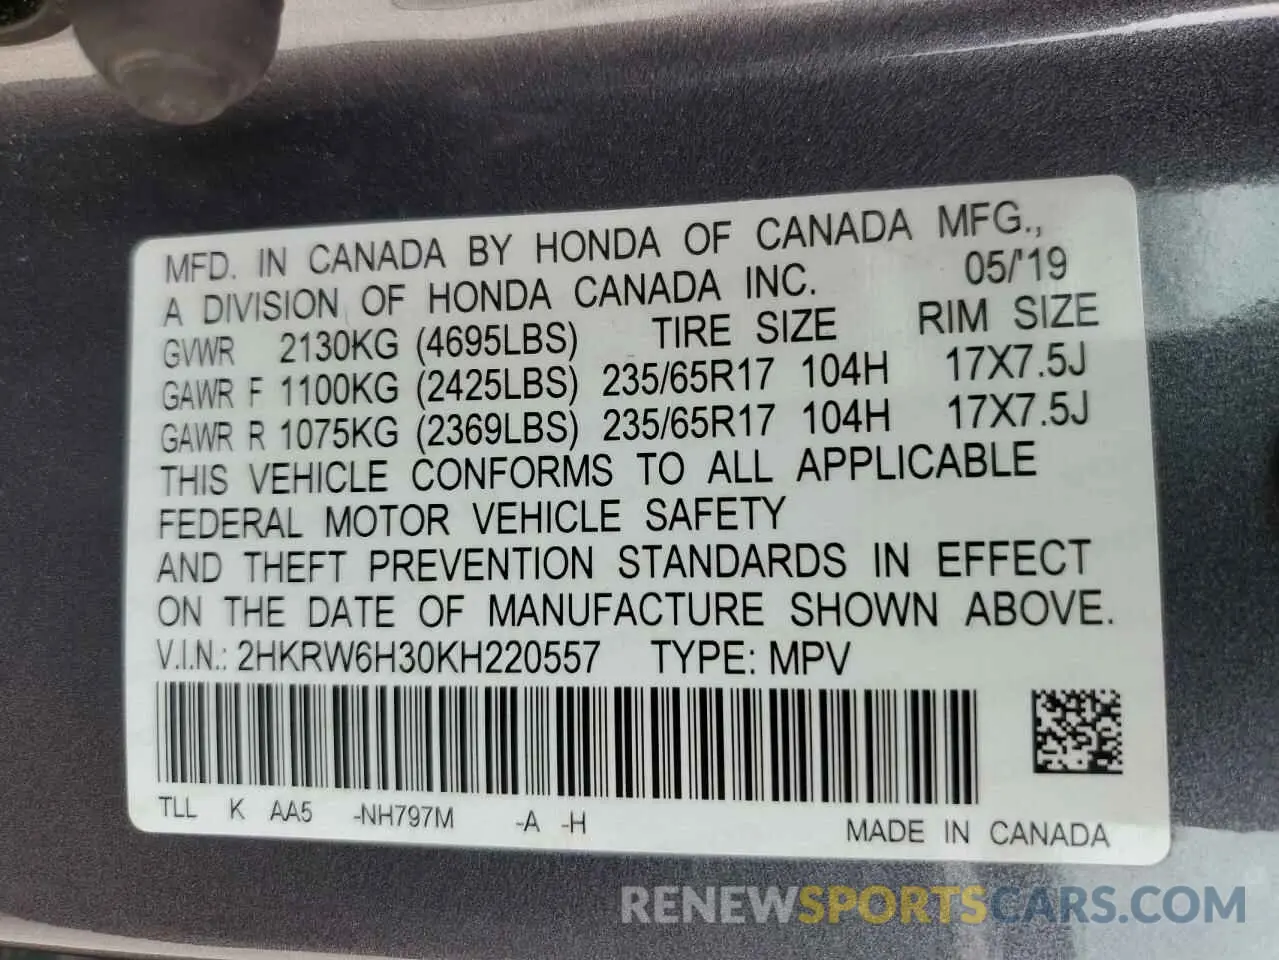 MFD. IN CANADA BY HONDA OF CANADA MFG.,
A DIVISION OF HONDA CANADA INC. 05/'19
GVWR 2130KG (4695LBS) TIRE SIZE RIM SIZE
GAWR F 1100KG (2425LBS) 235/65R17 104H 17X7.5J
GAWR R 1075KG (2369LBS) 235/65R17 104H 17X7.5J
THIS VEHICLE CONFORMS TO ALL APPLICABLE
FEDERAL MOTOR VEHICLE SAFETY
AND THEFT PREVENTION STANDARDS IN EFFECT
ON THE DATE OF MANUFACTURE SHOWN ABOVE.
V.I.N.: 2HKRW6H30KH220557 TYPE: MPV
TLL K AA5 -NH797M -A -H
MADE IN CANADA
RENEWSPORTSCARS.COM